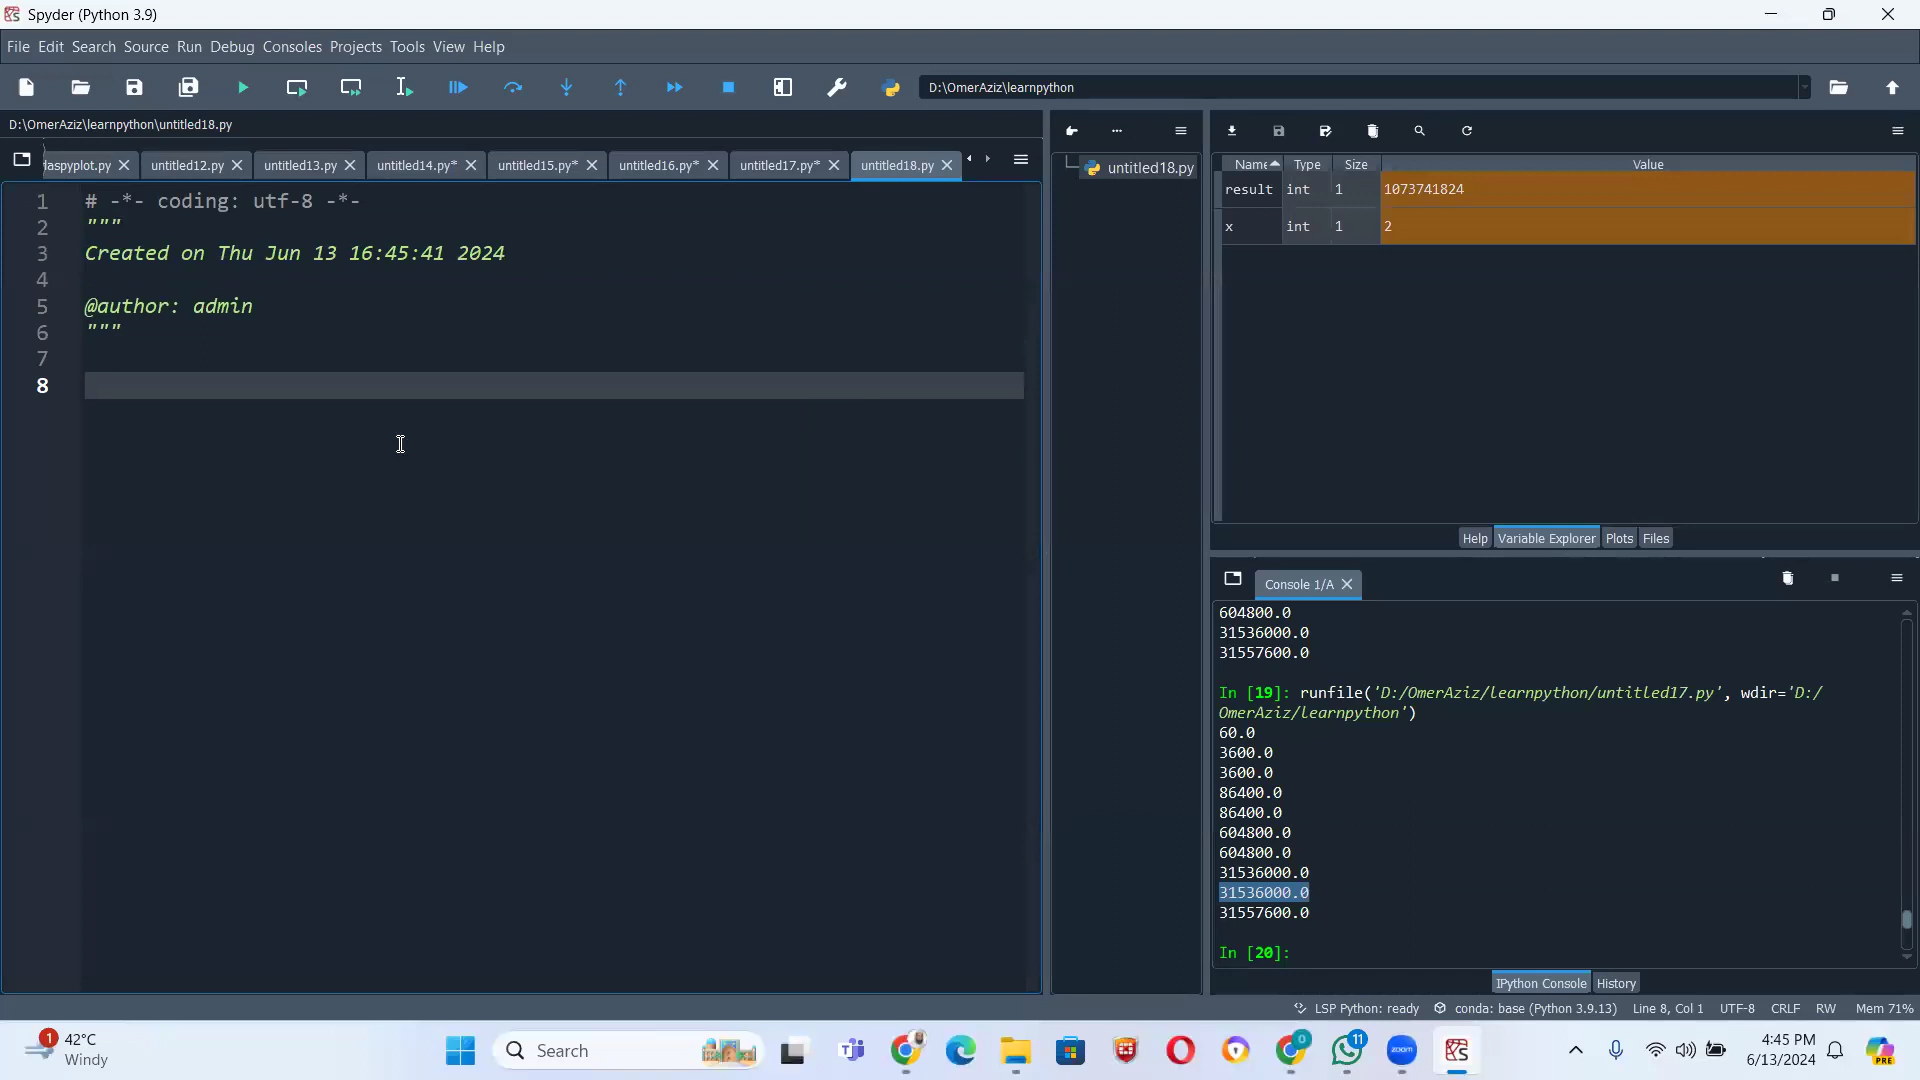 Spyder (Python 3.9)
File Edit Search Source Run Debug Consoles Projects Tools View Help
D:\OmerAziz\learnpython
D:\OmerAziz\learnpython\untitled18.py
laspyplot.py untitled12.py untitled13.py untitled14.py* untitled15.py* untitled16.py* untitled17.py* untitled18.py
1 # -*- coding: utf-8 -*-
2 """
3 Created on Thu Jun 13 16:45:41 2024
4
5 @author: admin
6 """
7
8
untitled18.py
Name Type Size Value
result int 1 1073741824
x int 1 2
Help Variable Explorer Plots Files
Console 1/A
604800.0
31536000.0
31557600.0
In [19]: runfile('D:/OmerAziz/learnpython/untitled17.py', wdir='D:/
OmerAziz/learnpython')
60.0
3600.0
3600.0
86400.0
86400.0
604800.0
604800.0
31536000.0
31536000.0
31557600.0
In [20]:
IPython Console History
LSP Python: ready conda: base (Python 3.9.13) Line 8, Col 1 UTF-8 CRLF RW Mem 71%
1 42°C
Windy
Search
0
11
zoom
4:45 PM
6/13/2024
PRE